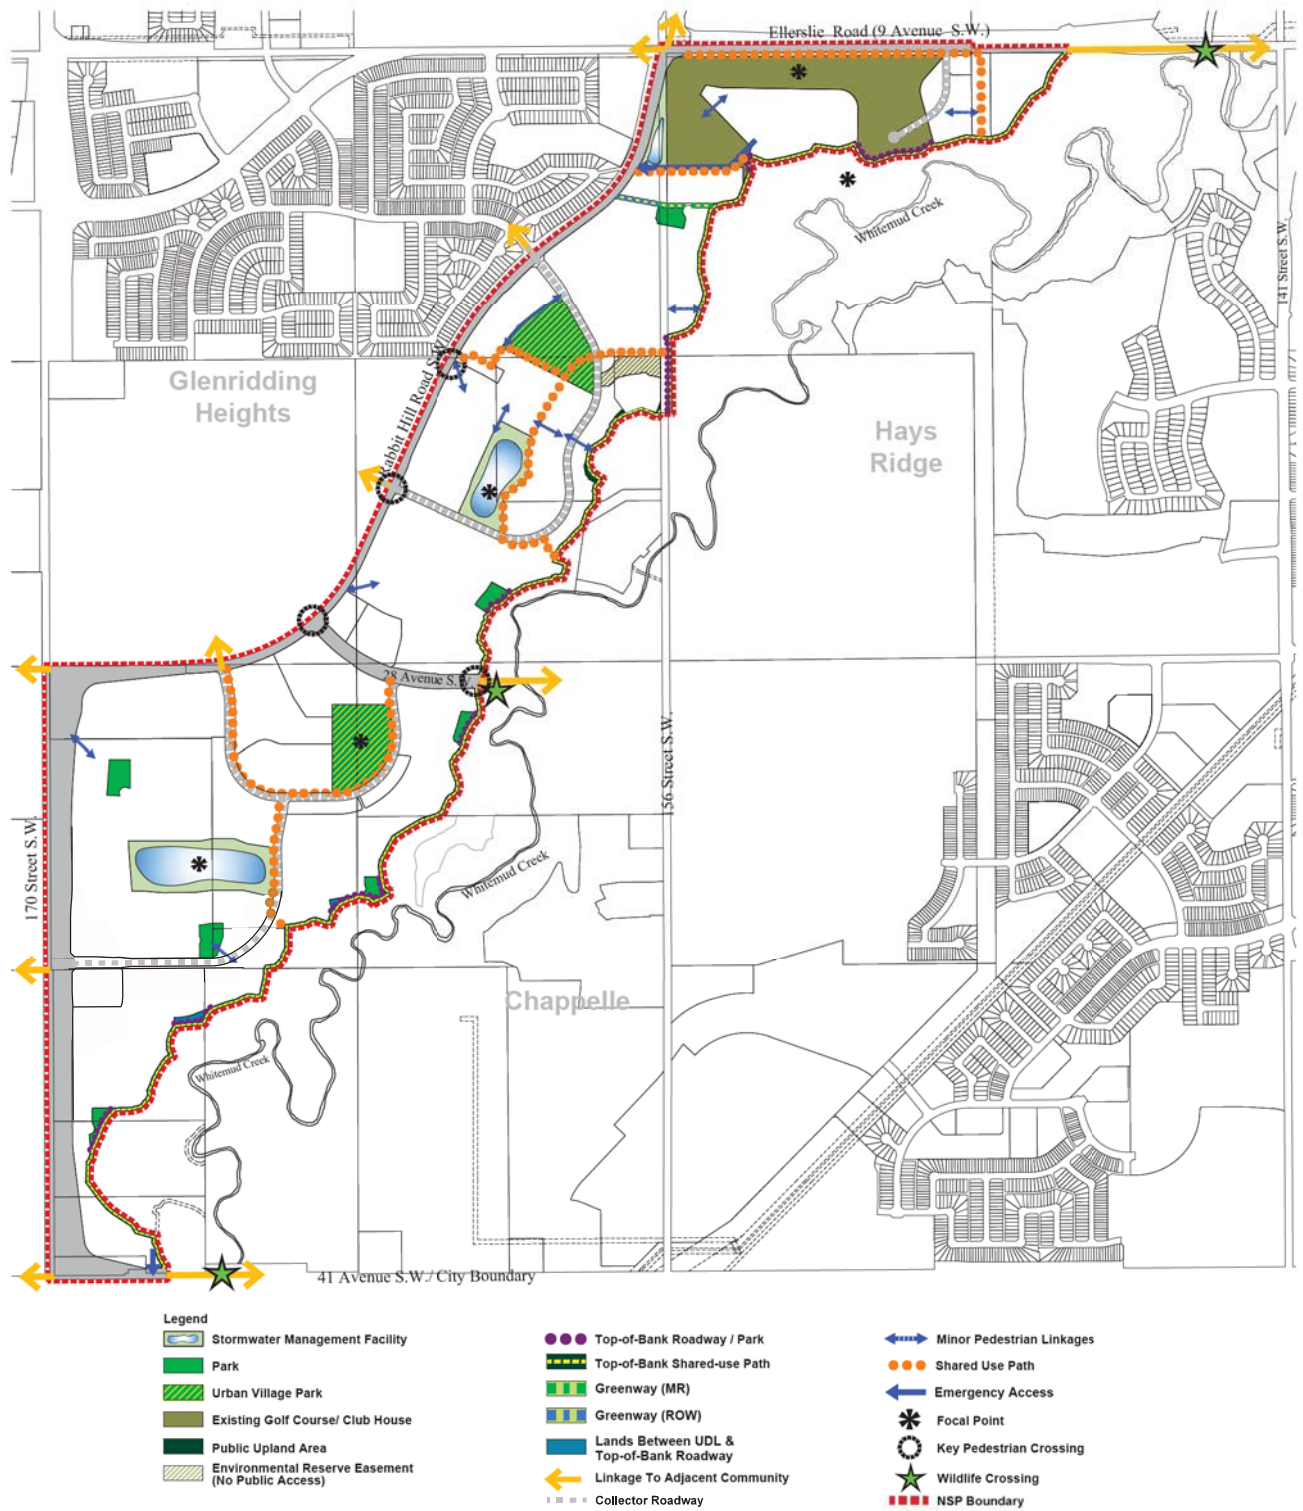 Ellerslie Road (9 Avenue S.W.)
Whitemud Creek
141 Street S.W.
Glenridding
Heights
Rabbit Hill Road S.W.
Hays
Ridge
28 Avenue S.W.
156 Street S.W.
170 Street S.W.
Whitemud Creek
Chappelle
Whitemud Creek
41 Avenue S.W./ City Boundary
Legend
Stormwater Management Facility
Park
Urban Village Park
Existing Golf Course/ Club House
Public Upland Area
Environmental Reserve Easement
(No Public Access)
Top-of-Bank Roadway / Park
Top-of-Bank Shared-use Path
Greenway (MR)
Greenway (ROW)
Lands Between UDL &
Top-of-Bank Roadway
Linkage To Adjacent Community
Collector Roadway
Minor Pedestrian Linkages
Shared Use Path
Emergency Access
Focal Point
Key Pedestrian Crossing
Wildlife Crossing
NSP Boundary